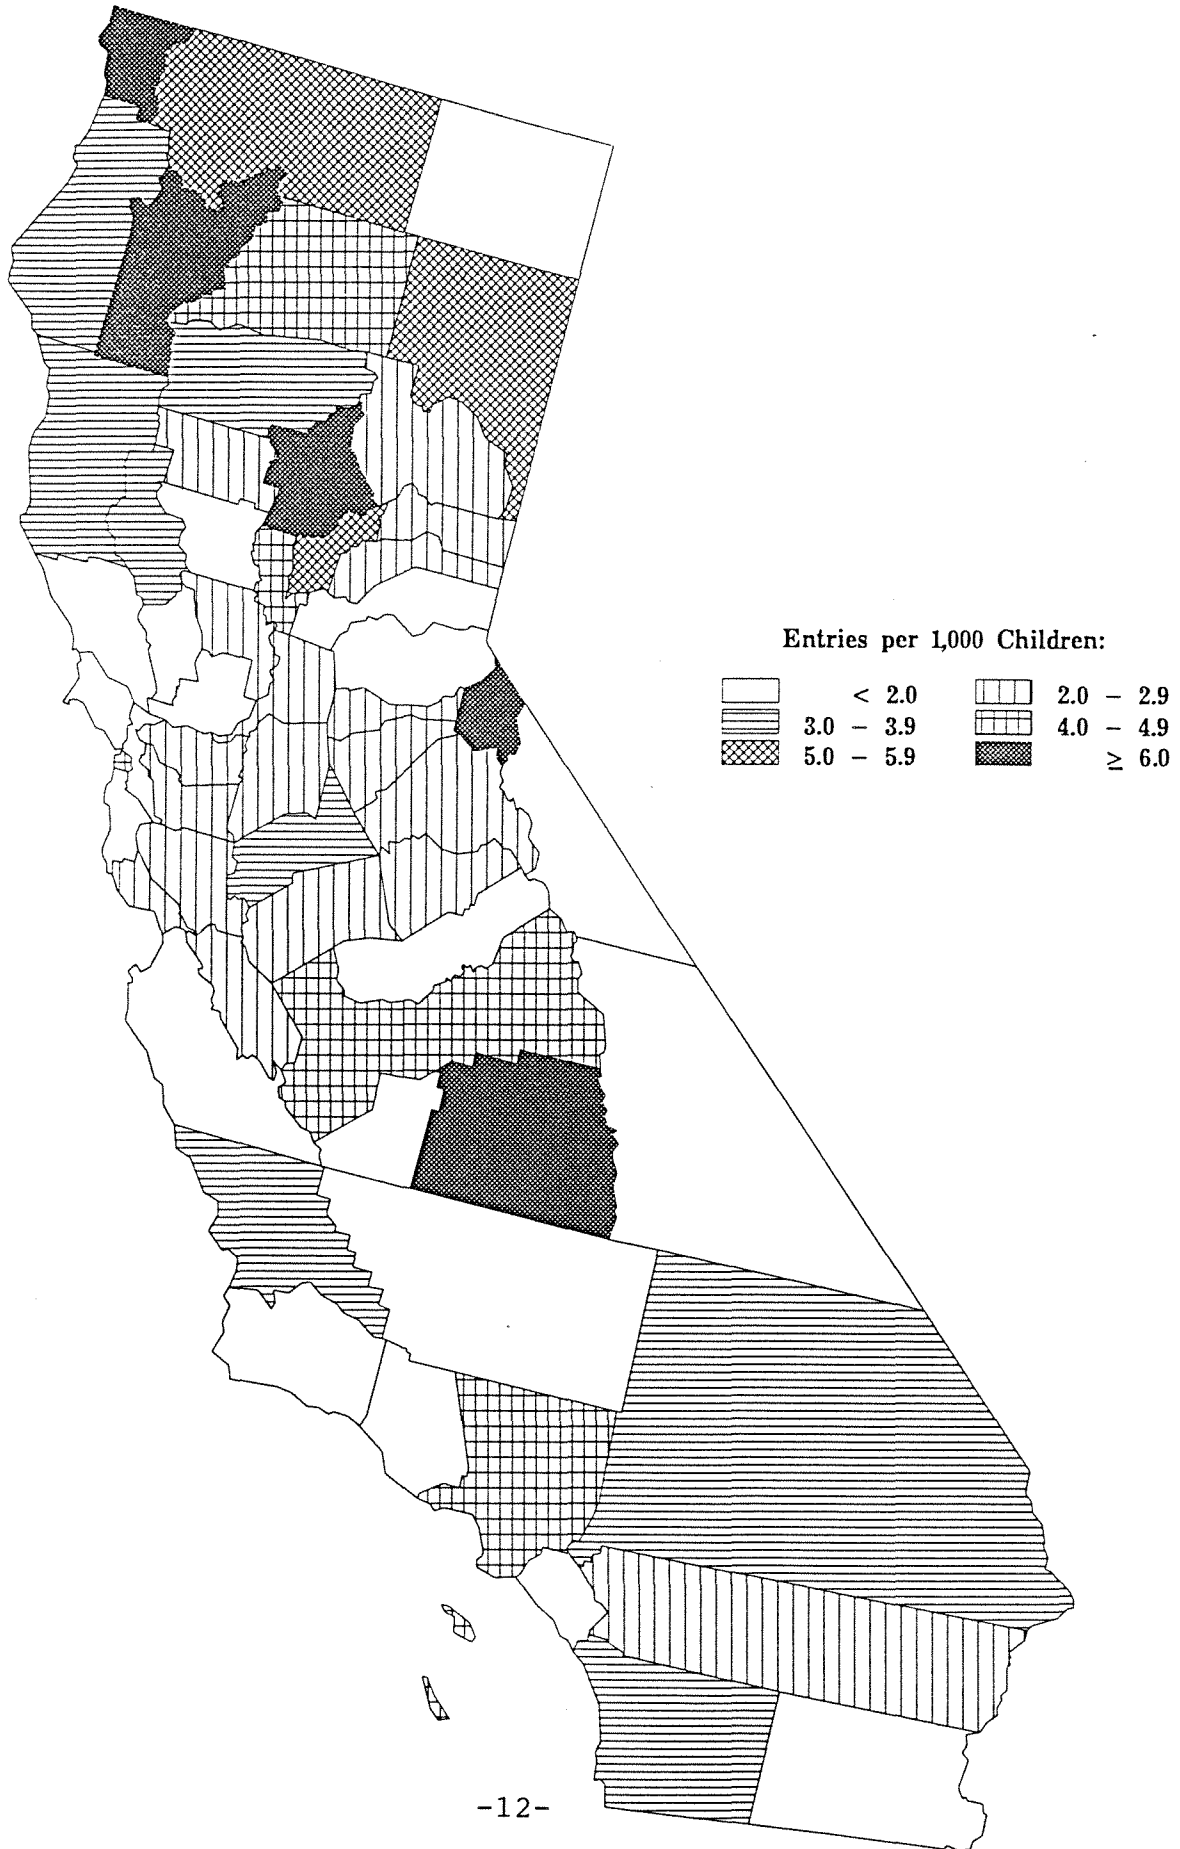 Entries per 1,000 Children:
< 2.0 2.0 – 2.9
3.0 – 3.9 4.0 – 4.9
5.0 – 5.9 ≥ 6.0
-12-